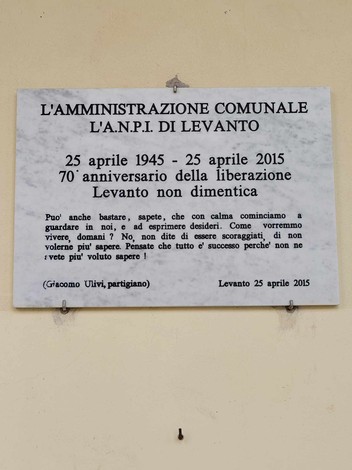 L'AMMINISTRAZIONE COMUNALE
L'A.N.P.I. DI LEVANTO
25 aprile 1945 - 25 aprile 2015
70° anniversario della liberazione
Levanto non dimentica
Puo' anche bastare, sapete, che con calma cominciamo a
guardare in noi, e ad esprimere desideri. Come vorremmo
vivere, domani ? No, non dite di essere scoraggiati, di non
volerne piu' sapere. Pensate che tutto e' successo perche' non ne
vete piu' voluto sapere !
(Giacomo Ulivi, partigiano)
Levanto 25 aprile 2015